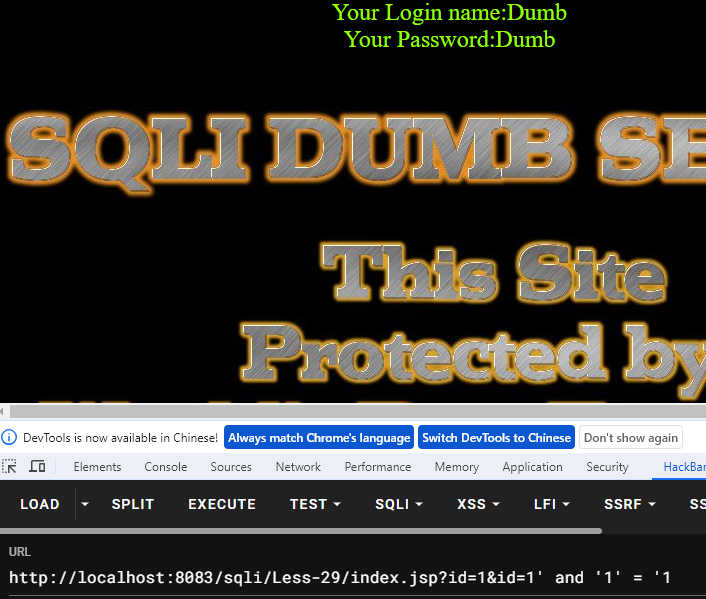 Your Login name:Dumb
Your Password:Dumb
SQLI DUMB SE
This Site
Protected by
DevTools is now available in Chinese! Always match Chrome's language Switch DevTools to Chinese Don't show again
Elements Console Sources Network Performance Memory Application Security HackBar
LOAD SPLIT EXECUTE TEST SQLI XSS LFI SSRF SS
URL
http://localhost:8083/sqli/Less-29/index.jsp?id=1&id=1' and '1' = '1